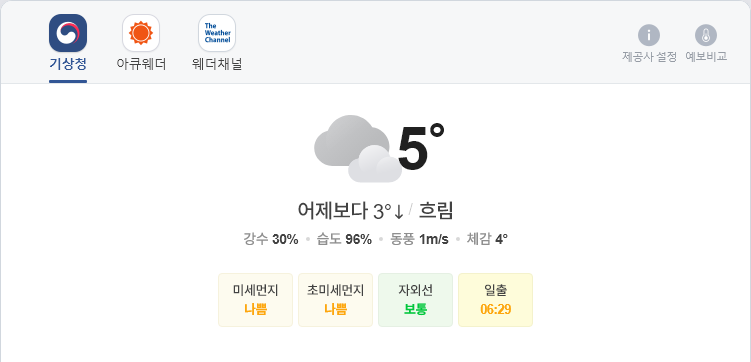 The Weather Channel
기상청 아큐웨더 웨더채널
제공사 설정 예보비교
5°
어제보다 3°↓ / 흐림
강수 30% • 습도 96% • 동풍 1m/s • 체감 4°
미세먼지 초미세먼지 자외선 일출
나쁨 나쁨 보통 06:29